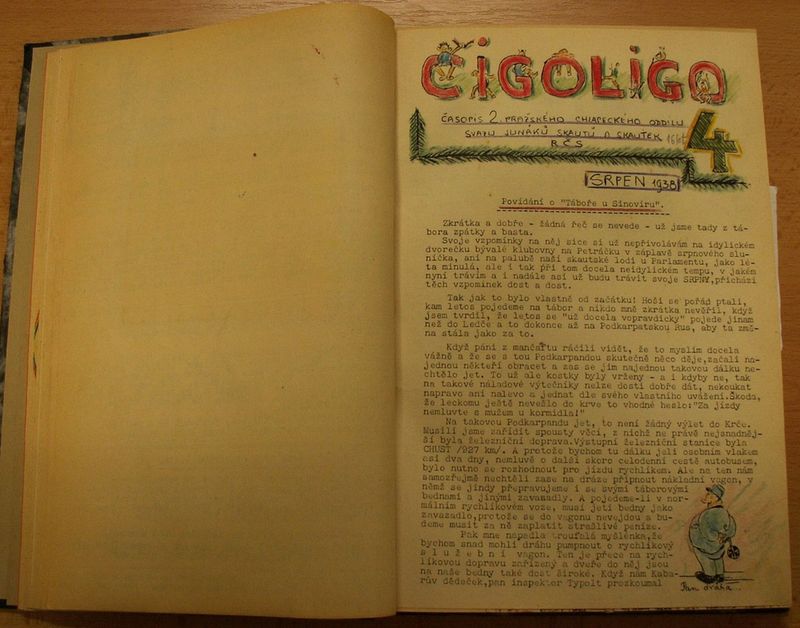 ČIGOLIGO
ČASOPIS 2. PRAŽSKÉHO CHLAPECKÉHO ODDÍLU
SVAZU JUNÁKŮ SKAUTŮ A SKAUTEK
RČS
4
SRPEN 1938
Povídání o "Táboře u Sinoviru".
Zkrátka a dobře - žádná řeč se nevede - už jsme tady z tá-
bora zpátky a basta.
Svoje vzpomínky na něj sice si už nepřivolávám na idylickém
dvorečku bývalé klubovny na Petráčku v záplavě srpnového slu-
níčka, ani na palubě naší skautské lodi u Parlamentu, jako lé-
ta minulá, ale i tak při tom docela neidylickém tempu, v jakém
nyní trávím a i nadále asi už budu trávit svoje SRPNY,přichází
těch vzpomínek dost a dost.
Tak jak to bylo vlastně od začátku: Hoši se pořád ptali,
kam letos pojedeme na tábor a nikdo mně zkrátka nevěřil, když
jsem tvrdil, že letos se "už docela vopravdicky" pojede jinam
než do Ledče a to dokonce až na Podkarpatskou Rus, aby ta změ-
na stála jako za to.
Když páni z mančaftu ráčili vidět, že to myslím docela
vážně a že se s tou Podkarpandou skutečně něco děje,začali na-
jednou někteří obracet a zas se jim najednou takovou dálku ne-
chtělo jet. To už ale kostky byly vrženy - a i kdyby ne, tak
na takové náladové výtečníky nelze dosti dobře dát, nekoukat
napravo ani nalevo a jednat dle svého vlastního uvážení.Škoda,
že leckomu ještě nevešlo do krve to vhodné heslo:"Za jízdy
nemluvte s mužem u kormidla!"
Na takovou Podkarpandu jet, to není žádný výlet do Krče.
Musili jsme zařídit spousty věcí, z nichž ne právě nejsnadněj-
ší byla železniční doprava.Výstupní železniční stanice byla
CHUST /927 km/. A protože bychom tu dálku jeli osobním vlakem
asi dva dny, nemluvě o další skoro celodenní cestě autobusem,
bylo nutno se rozhodnout pro jízdu rychlíkem. Ale na ten nám
samozřejmě nechtěli zase na dráze připnout nákladní vagon, v
němž se jindy přepravujeme i se svými táborovými
bednami a jinými zavazadly. A pojedeme-li v nor-
málním rychlíkovém voze, musí jeti bedny jako
zavazadlo,protože se do vagonu nevejdou a bu-
deme musit za ně zaplatit strašlivé peníze.
Pak mne napadla troufalá myšlenka,že
bychom snad mohli dráhu pumpnout o rychlíkový
služební vagon. Ten je přece na rych-
líkovou dopravu zařízený a dveře do něj jsou
na naše bedny také dost široké. Když nám Kaba-
rův dědeček,pan inspektor Typolt prozkoumal
Pan dráha...